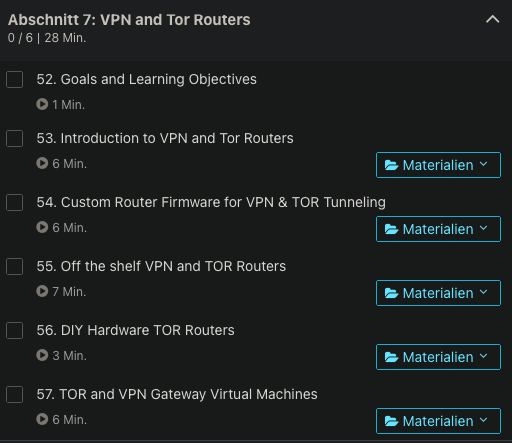 Abschnitt 7: VPN and Tor Routers
0 / 6 | 28 Min.
52. Goals and Learning Objectives
1 Min.
53. Introduction to VPN and Tor Routers
6 Min.
Materialien
54. Custom Router Firmware for VPN & TOR Tunneling
6 Min.
Materialien
55. Off the shelf VPN and TOR Routers
7 Min.
Materialien
56. DIY Hardware TOR Routers
3 Min.
Materialien
57. TOR and VPN Gateway Virtual Machines
6 Min.
Materialien